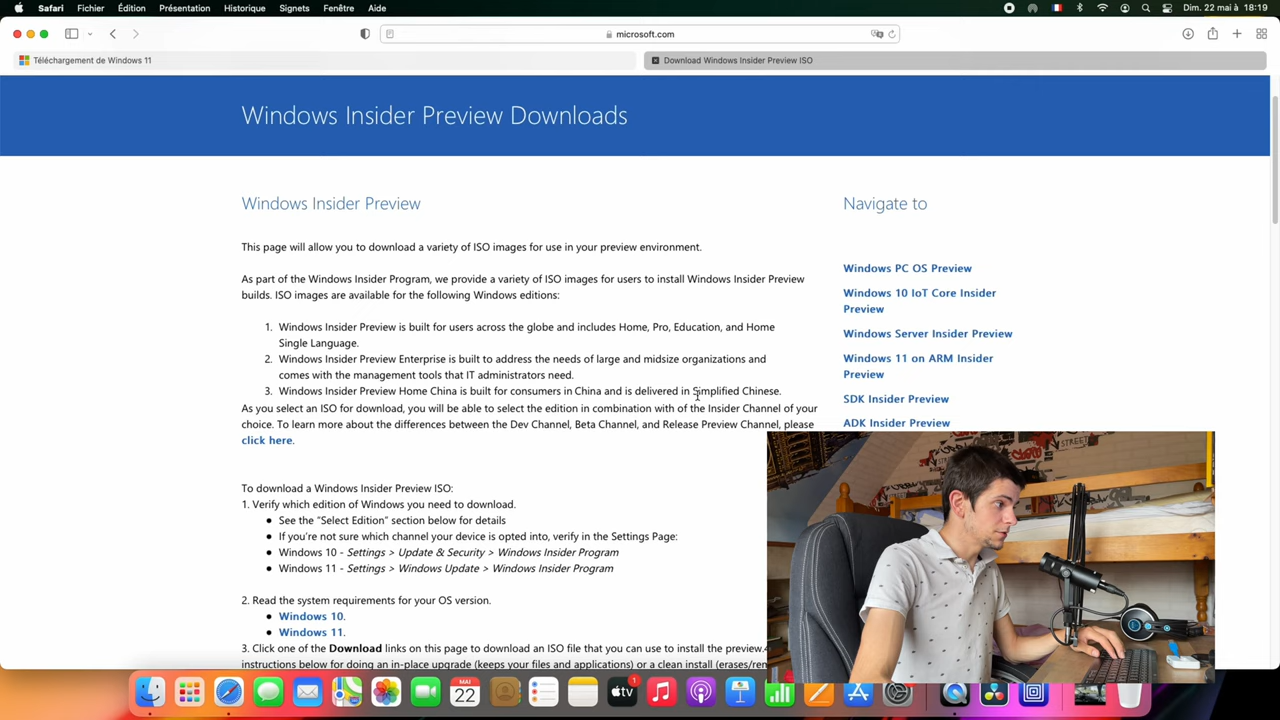 Safari Fichier Édition Présentation Historique Signets Fenêtre Aide Dim. 22 mai à 18:19
microsoft.com
Téléchargement de Windows 11 Download Windows Insider Preview ISO
Windows Insider Preview Downloads
Windows Insider Preview
This page will allow you to download a variety of ISO images for use in your preview environment.
As part of the Windows Insider Program, we provide a variety of ISO images for users to install Windows Insider Preview
builds. ISO images are available for the following Windows editions:
1. Windows Insider Preview is built for users across the globe and includes Home, Pro, Education, and Home
Single Language.
2. Windows Insider Preview Enterprise is built to address the needs of large and midsize organizations and
comes with the management tools that IT administrators need.
3. Windows Insider Preview Home China is built for consumers in China and is delivered in Simplified Chinese.
As you select an ISO for download, you will be able to select the edition in combination with of the Insider Channel of your
choice. To learn more about the differences between the Dev Channel, Beta Channel, and Release Preview Channel, please
click here.
To download a Windows Insider Preview ISO:
1. Verify which edition of Windows you need to download.
• See the "Select Edition" section below for details
• If you're not sure which channel your device is opted into, verify in the Settings Page:
• Windows 10 - Settings > Update & Security > Windows Insider Program
• Windows 11 - Settings > Windows Update > Windows Insider Program
2. Read the system requirements for your OS version.
• Windows 10.
• Windows 11.
3. Click one of the Download links on this page to download an ISO file that you can use to install the preview.
instructions below for doing an in-place upgrade (keeps your files and applications) or a clean install
Navigate to
Windows PC OS Preview
Windows 10 IoT Core Insider
Preview
Windows Server Insider Preview
Windows 11 on ARM Insider
Preview
SDK Insider Preview
ADK Insider Preview
MAI
22
tv
1